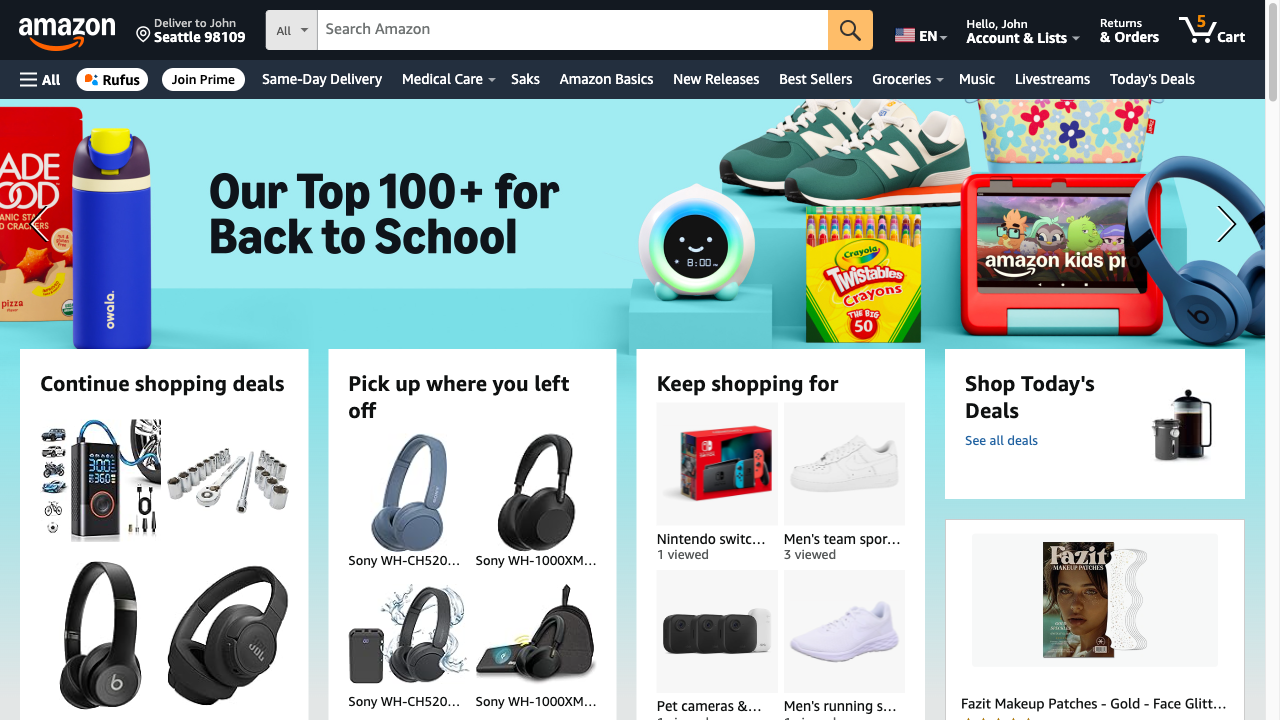 amazon
Deliver to John
Seattle 98109
All
Search Amazon
EN
Hello, John
Account & Lists
Returns
& Orders
5
Cart
All
Rufus
Join Prime
Same-Day Delivery
Medical Care
Saks
Amazon Basics
New Releases
Best Sellers
Groceries
Music
Livestreams
Today's Deals
Our Top 100+ for
Back to School
ADE
OOD
pizza
owala.
8:00
Crayola
Twistables
Crayons
THE BIG
50
amazon kids pr
Continue shopping deals
Pick up where you left
off
Sony WH-CH520...
Sony WH-1000XM...
Sony WH-CH520...
Sony WH-1000XM...
JBL
Keep shopping for
Nintendo switc...
1 viewed
Men's team spor...
3 viewed
Pet cameras &...
Men's running s...
Shop Today's
Deals
See all deals
Fazit
MAKEUP PATCHES
Fazit Makeup Patches - Gold - Face Glitt...